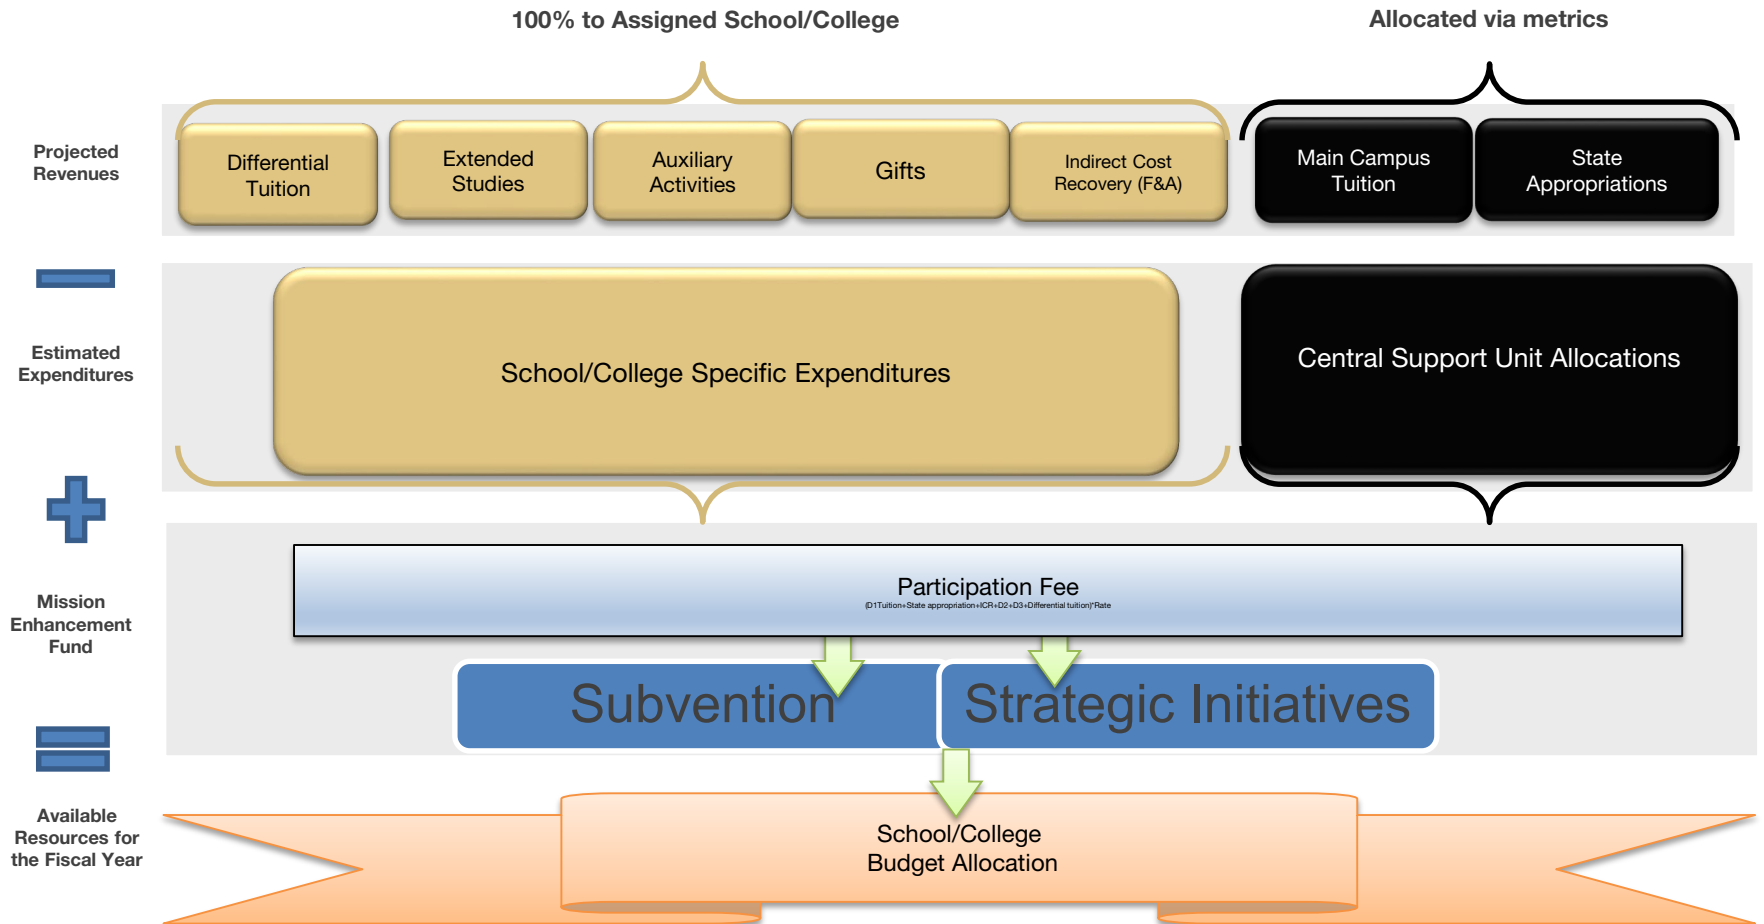 100% to Assigned School/College
Allocated via metrics
Projected
Revenues
Differential
Tuition
Extended
Studies
Auxiliary
Activities
Gifts
Indirect Cost
Recovery (F&A)
Main Campus
Tuition
State
Appropriations
Estimated
Expenditures
School/College Specific Expenditures
Central Support Unit Allocations
Mission
Enhancement
Fund
Participation Fee
(D1Tuition+State appropriation+ICR+D2+D3+Differential tuition)*Rate
Subvention
Strategic Initiatives
Available
Resources for
the Fiscal Year
School/College
Budget Allocation